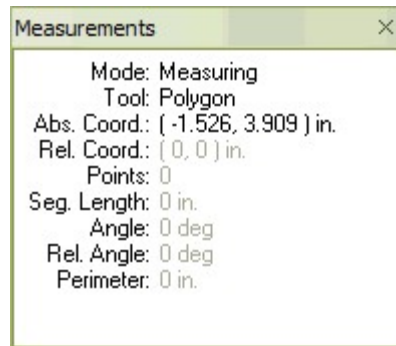 Measurements
Mode: Measuring
Tool: Polygon
Abs. Coord.: ( -1.526, 3.909 ) in.
Rel. Coord.: ( 0, 0 ) in.
Points: 0
Seg. Length: 0 in.
Angle: 0 deg
Rel. Angle: 0 deg
Perimeter: 0 in.